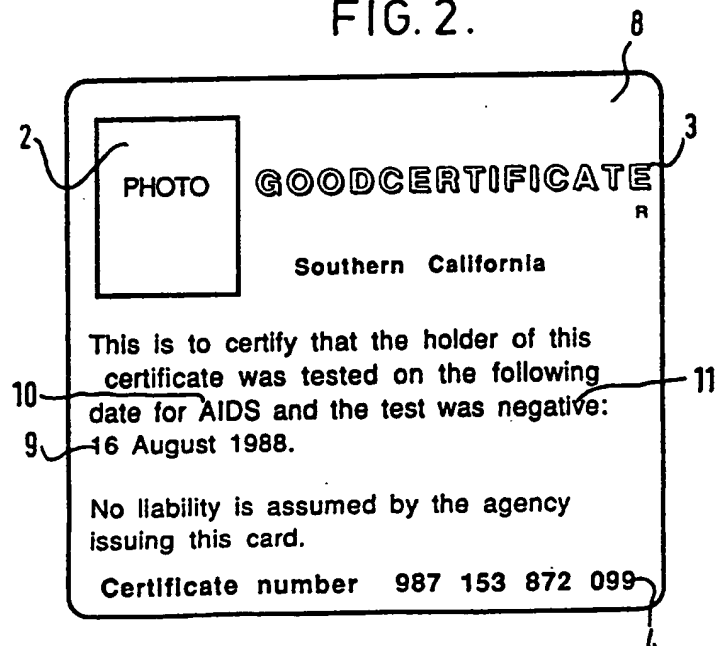 FIG. 2.
8
2
3
PHOTO
GOODCERTIFICATE
R
Southern California
This is to certify that the holder of this
certificate was tested on the following
10
11
date for AIDS and the test was negative:
9
16 August 1988.
No liability is assumed by the agency
issuing this card.
Certificate number 987 153 872 099